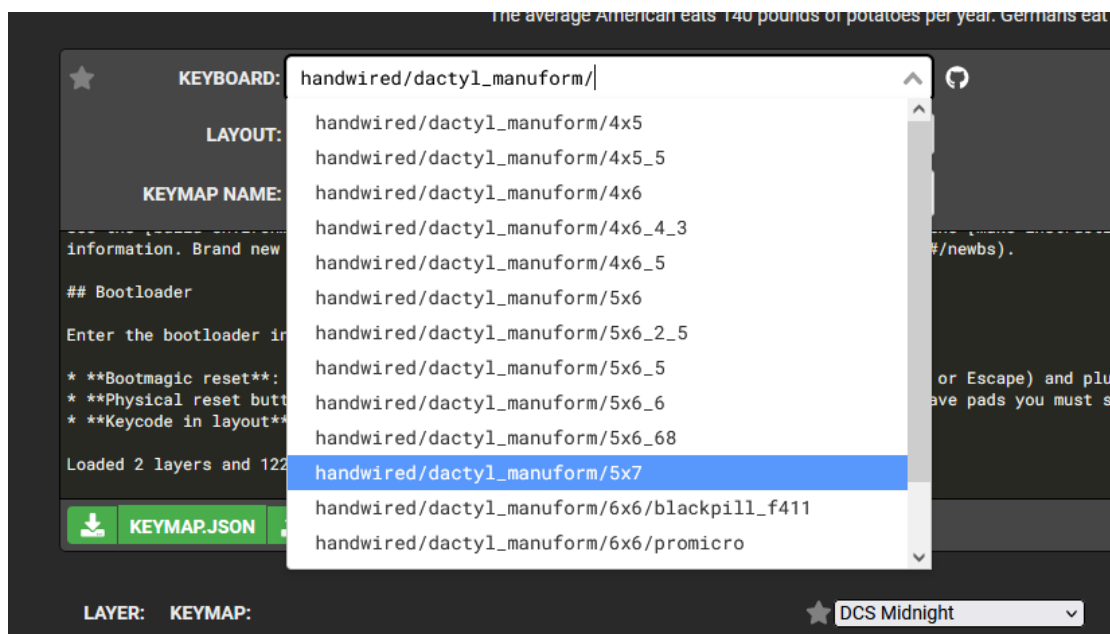 The average American eats 140 pounds of potatoes per year. Germans eat
KEYBOARD: handwired/dactyl_manuform/
LAYOUT:
KEYMAP NAME:
handwired/dactyl_manuform/4x5
handwired/dactyl_manuform/4x5_5
handwired/dactyl_manuform/4x6
handwired/dactyl_manuform/4x6_4_3
handwired/dactyl_manuform/4x6_5
handwired/dactyl_manuform/5x6
handwired/dactyl_manuform/5x6_2_5
handwired/dactyl_manuform/5x6_5
handwired/dactyl_manuform/5x6_6
handwired/dactyl_manuform/5x6_68
handwired/dactyl_manuform/5x7
handwired/dactyl_manuform/6x6/blackpill_f411
handwired/dactyl_manuform/6x6/promicro
information. Brand new #/newbs).
## Bootloader
Enter the bootloader in
* **Bootmagic reset**: or Escape) and plu
* **Physical reset butt ave pads you must s
* **Keycode in layout**
Loaded 2 layers and 122
KEYMAP.JSON
LAYER: KEYMAP: DCS Midnight